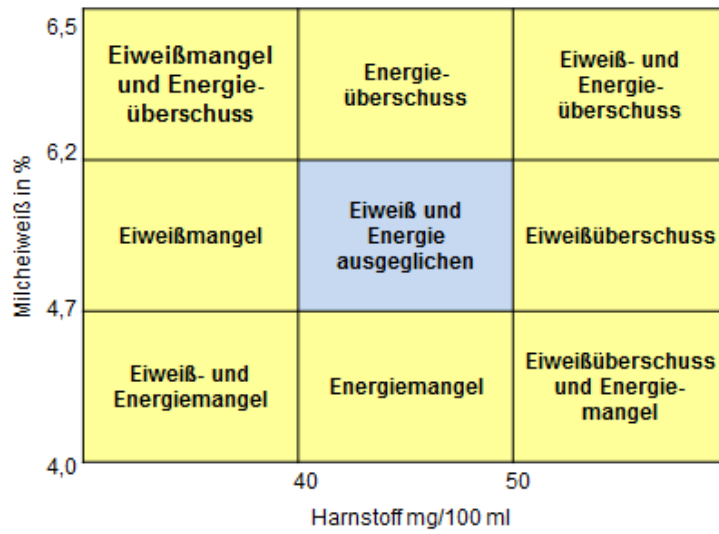 6,5
Eiweißmangel
und Energie-
überschuss
Energie-
überschuss
Eiweiß- und
Energie-
überschuss
6,2
Milcheiweiß in %
Eiweißmangel
Eiweiß und
Energie
ausgeglichen
Eiweißüberschuss
4,7
Eiweiß- und
Energiemangel
Energiemangel
Eiweißüberschuss
und Energie-
mangel
4,0
40
50
Harnstoff mg/100 ml